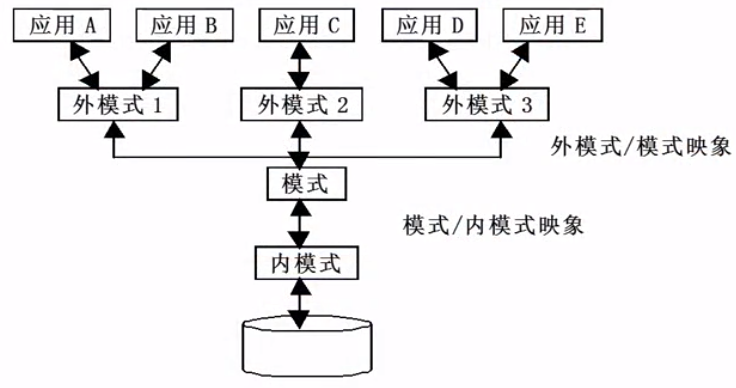 应用 A 应用 B 应用 C 应用 D 应用 E
外模式 1 外模式 2 外模式 3
外模式/模式映象
模式
模式/内模式映象
内模式